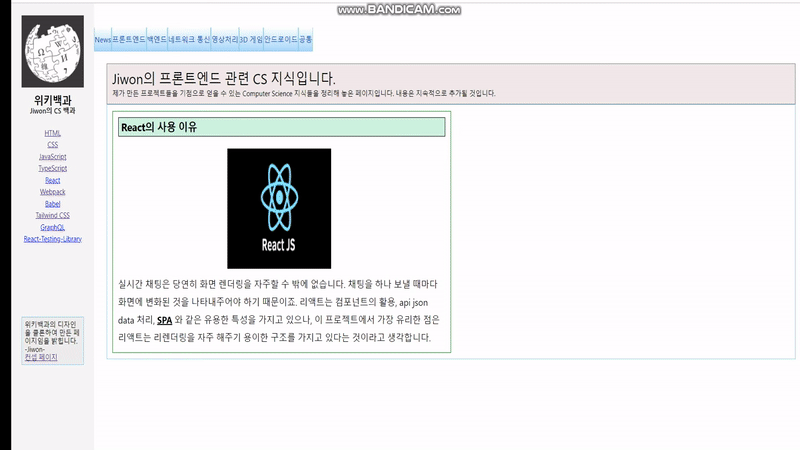 www.BANDICAM.com
위키백과
Jiwon의 CS 백과
HTML
CSS
JavaScript
TypeScript
React
Webpack
Babel
Tailwind CSS
GraphQL
React-Testing-Library
위키백과의 디자인
을 클론하여 만든 페
이지임을 밝힙니다.
-Jiwon-
컨셉 페이지
News 프론트엔드 백엔드 네트워크 통신 영상처리 3D 게임 안드로이드 공통
Jiwon의 프론트엔드 관련 CS 지식입니다.
제가 만든 프로젝트들을 기점으로 얻을 수 있는 Computer Science 지식들을 정리해 놓은 페이지입니다. 내용은 지속적으로 추가될 것입니다.
React의 사용 이유
React JS
실시간 채팅은 당연히 화면 렌더링을 자주할 수 밖에 없습니다. 채팅을 하나 보낼 때마다
화면에 변화된 것을 나타내주어야 하기 때문이죠. 리액트는 컴포넌트의 활용, api json
data 처리, SPA 와 같은 유용한 특성을 가지고 있으나, 이 프로젝트에서 가장 유리한 점은
리액트는 리렌더링을 자주 해주기 용이한 구조를 가지고 있다는 것이라고 생각합니다.